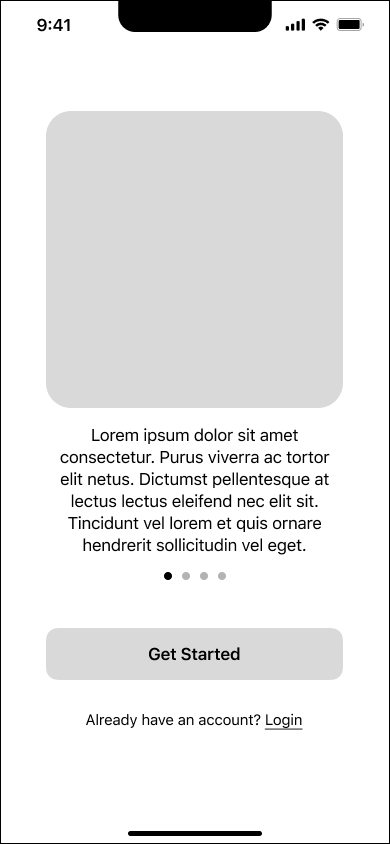 9:41
Lorem ipsum dolor sit amet
consectetur. Purus viverra ac tortor
elit netus. Dictumst pellentesque at
lectus lectus eleifend nec elit sit.
Tincidunt vel lorem et quis ornare
hendrerit sollicitudin vel eget.
Get Started
Already have an account? Login